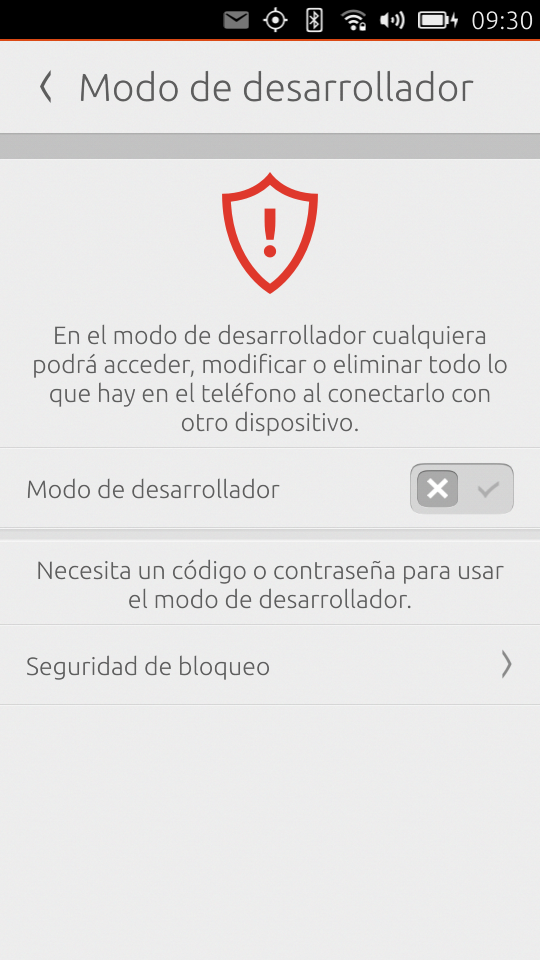 09:30
Modo de desarrollador
!
En el modo de desarrollador cualquiera
podrá acceder, modificar o eliminar todo lo
que hay en el teléfono al conectarlo con
otro dispositivo.
Modo de desarrollador
Necesita un código o contraseña para usar
el modo de desarrollador.
Seguridad de bloqueo